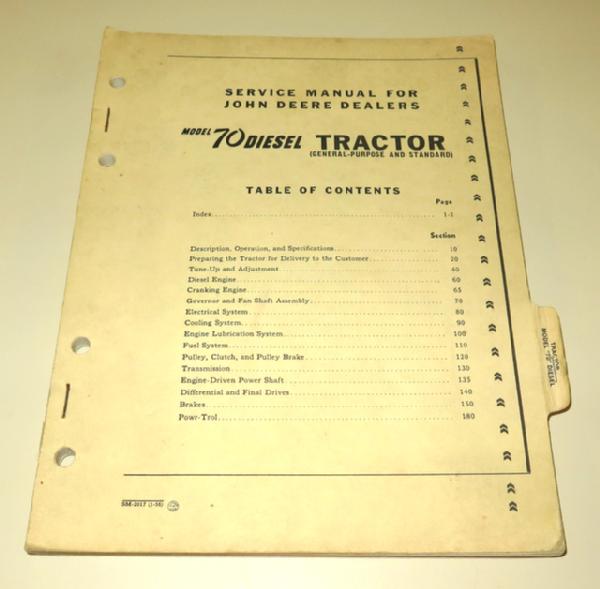 SERVICE MANUAL FOR
JOHN DEERE DEALERS
MODEL 70 DIESEL TRACTOR
(GENERAL-PURPOSE AND STANDARD)
TABLE OF CONTENTS
Page
Index 1-1
Section
Description, Operation, and Specifications 10
Preparing the Tractor for Delivery to the Customer 20
Tune-Up and Adjustment 40
Diesel Engine 60
Cranking Engine 65
Governor and Fan Shaft Assembly 70
Electrical System 80
Cooling System 90
Engine Lubrication System 100
Fuel System 110
Pulley, Clutch, and Pulley Brake 120
Transmission 130
Engine-Driven Power Shaft 135
Differential and Final Drives 140
Brakes 150
Powr-Trol 180
TRACTOR
MODEL "70" DIESEL
SM-2017 (1-56)